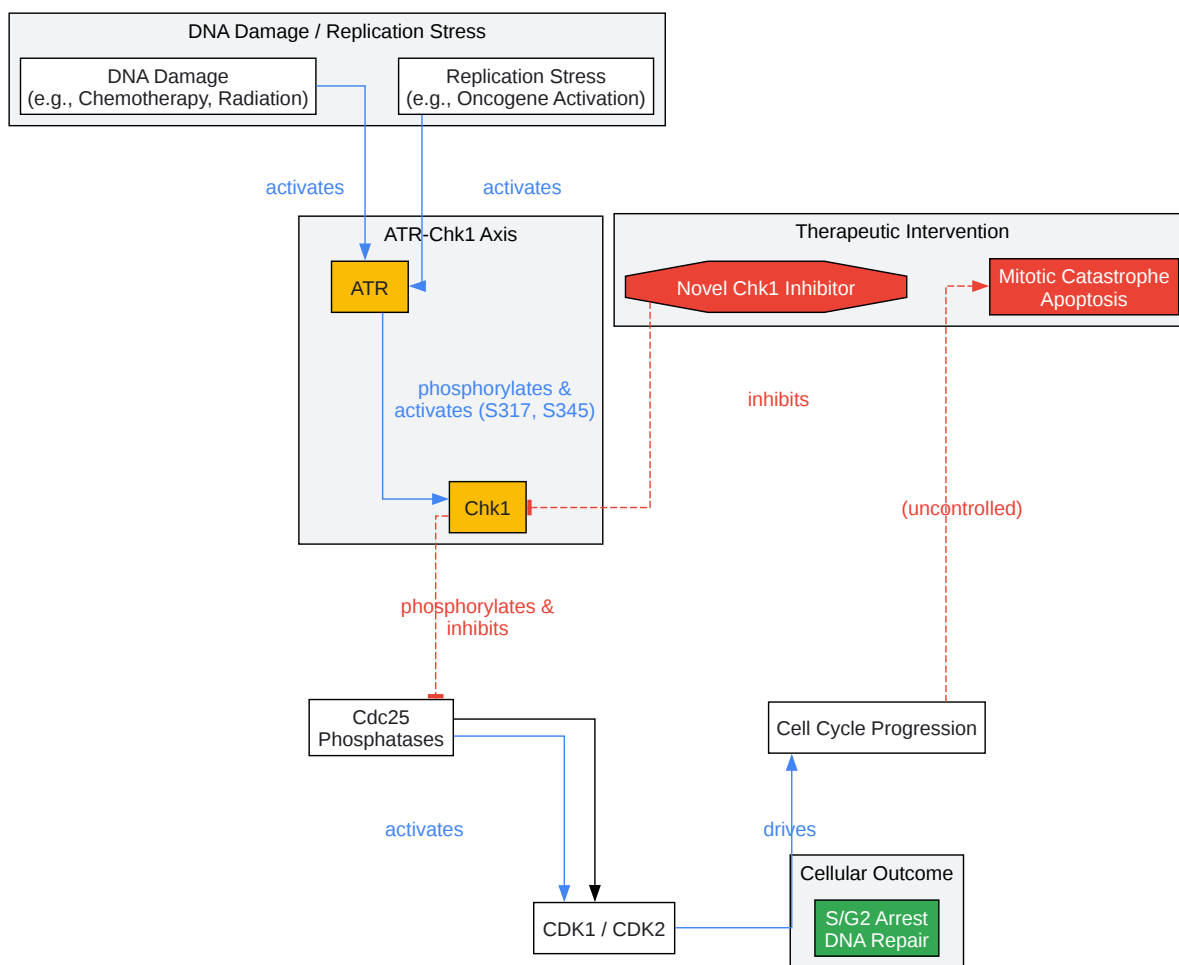 DNA Damage / Replication Stress
DNA Damage
(e.g., Chemotherapy, Radiation)
Replication Stress
(e.g., Oncogene Activation)
activates
activates
ATR-Chk1 Axis
ATR
Therapeutic Intervention
Novel Chk1 Inhibitor
Mitotic Catastrophe
Apoptosis
phosphorylates &
activates (S317, S345)
inhibits
Chk1
(uncontrolled)
phosphorylates &
inhibits
Cdc25
Phosphatases
Cell Cycle Progression
activates
drives
Cellular Outcome
S/G2 Arrest
DNA Repair
CDK1 / CDK2